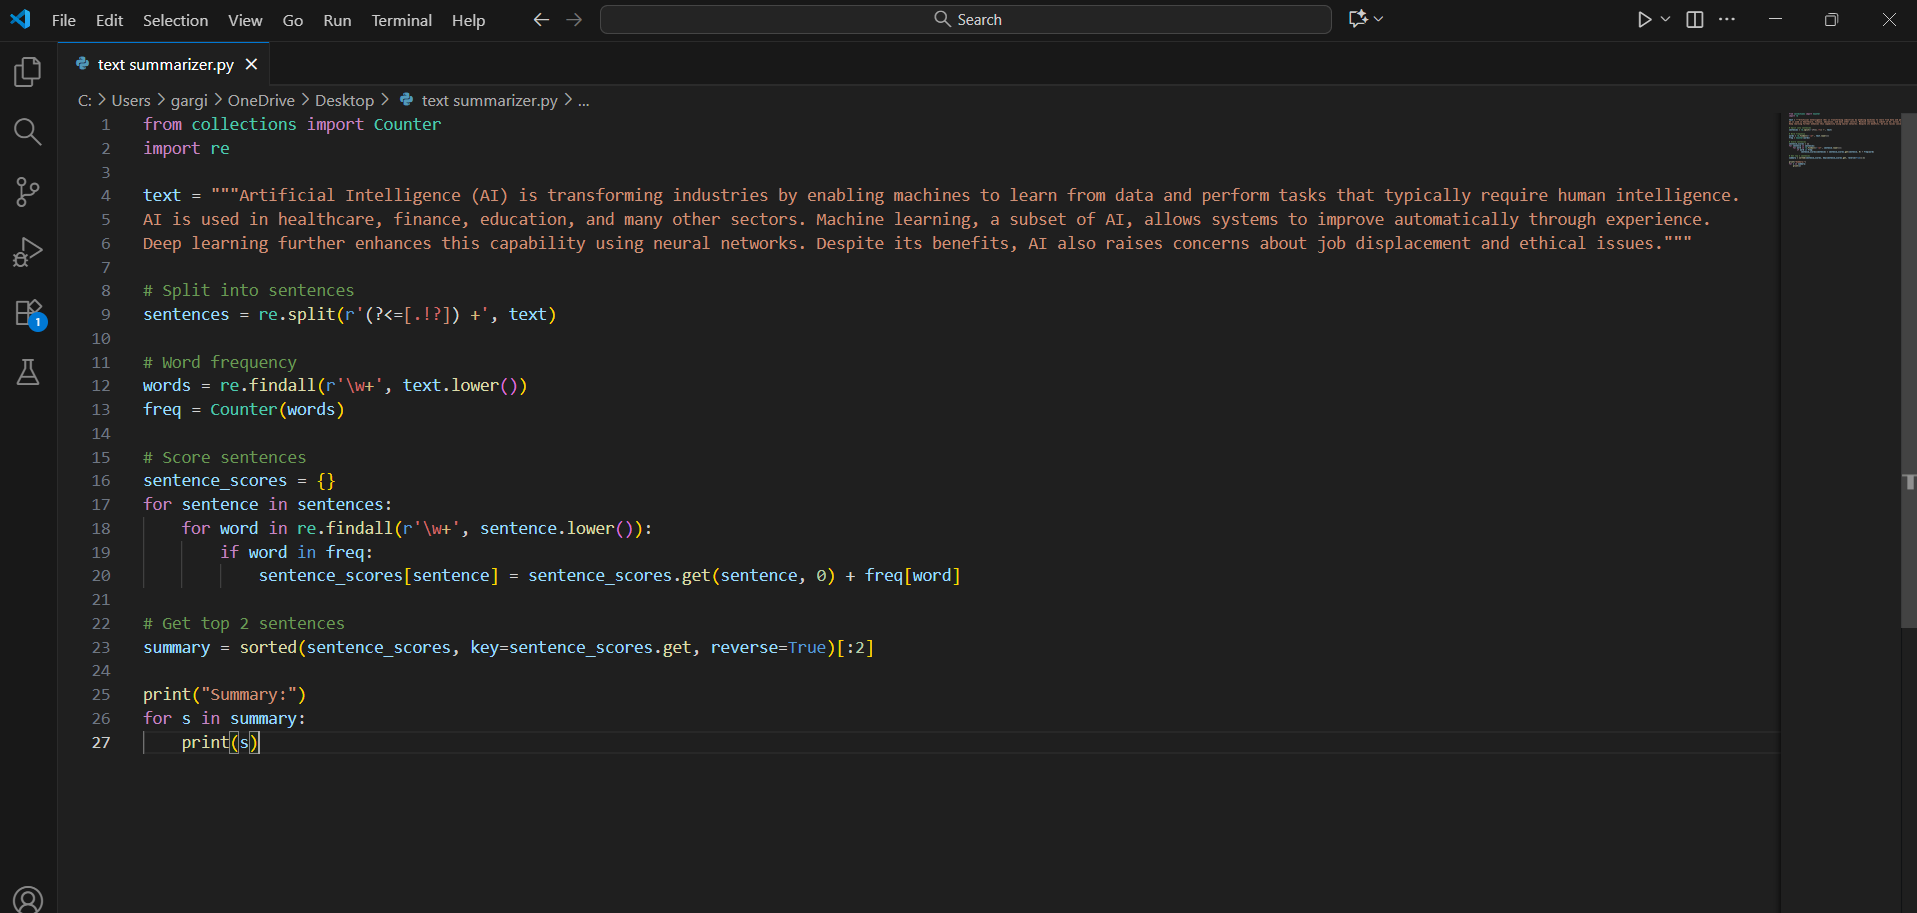 File Edit Selection View Go Run Terminal Help
Search
text summarizer.py
C: > Users > gargi > OneDrive > Desktop > text summarizer.py > ...
1 from collections import Counter
2 import re
3
4 text = """Artificial Intelligence (AI) is transforming industries by enabling machines to learn from data and perform tasks that typically require human intelligence.
5 AI is used in healthcare, finance, education, and many other sectors. Machine learning, a subset of AI, allows systems to improve automatically through experience.
6 Deep learning further enhances this capability using neural networks. Despite its benefits, AI also raises concerns about job displacement and ethical issues."""
7
8 # Split into sentences
9 sentences = re.split(r'(?<=[.!?]) +', text)
10
11 # Word frequency
12 words = re.findall(r'\w+', text.lower())
13 freq = Counter(words)
14
15 # Score sentences
16 sentence_scores = {}
17 for sentence in sentences:
18     for word in re.findall(r'\w+', sentence.lower()):
19         if word in freq:
20             sentence_scores[sentence] = sentence_scores.get(sentence, 0) + freq[word]
21
22 # Get top 2 sentences
23 summary = sorted(sentence_scores, key=sentence_scores.get, reverse=True)[:2]
24
25 print("Summary:")
26 for s in summary:
27     print(s)
1